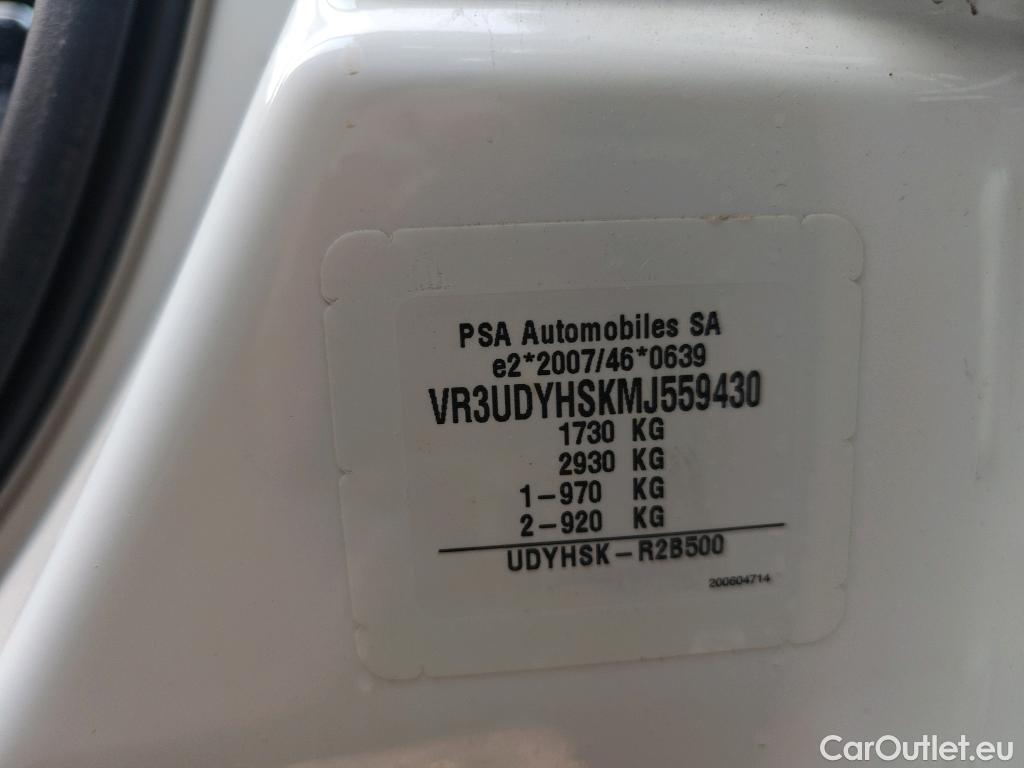 PSA Automobiles SA
e2*2007/46*0639
VR3UDYHSKMJ559430
1730 KG
2930 KG
1-970 KG
2-920 KG
UDYHSK-R2B500
200604714
CarOutlet.eu